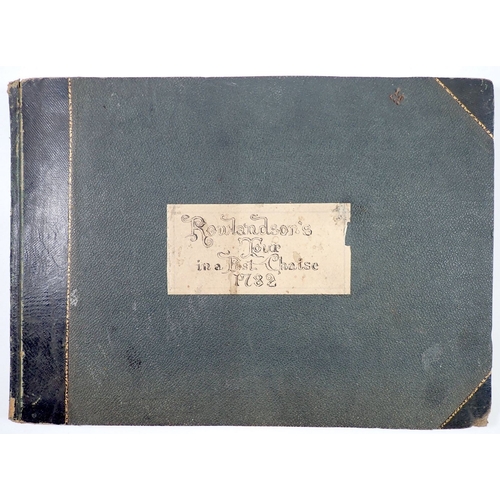 "Rowlandson's"
Tour
in a Post-Chaise
1782